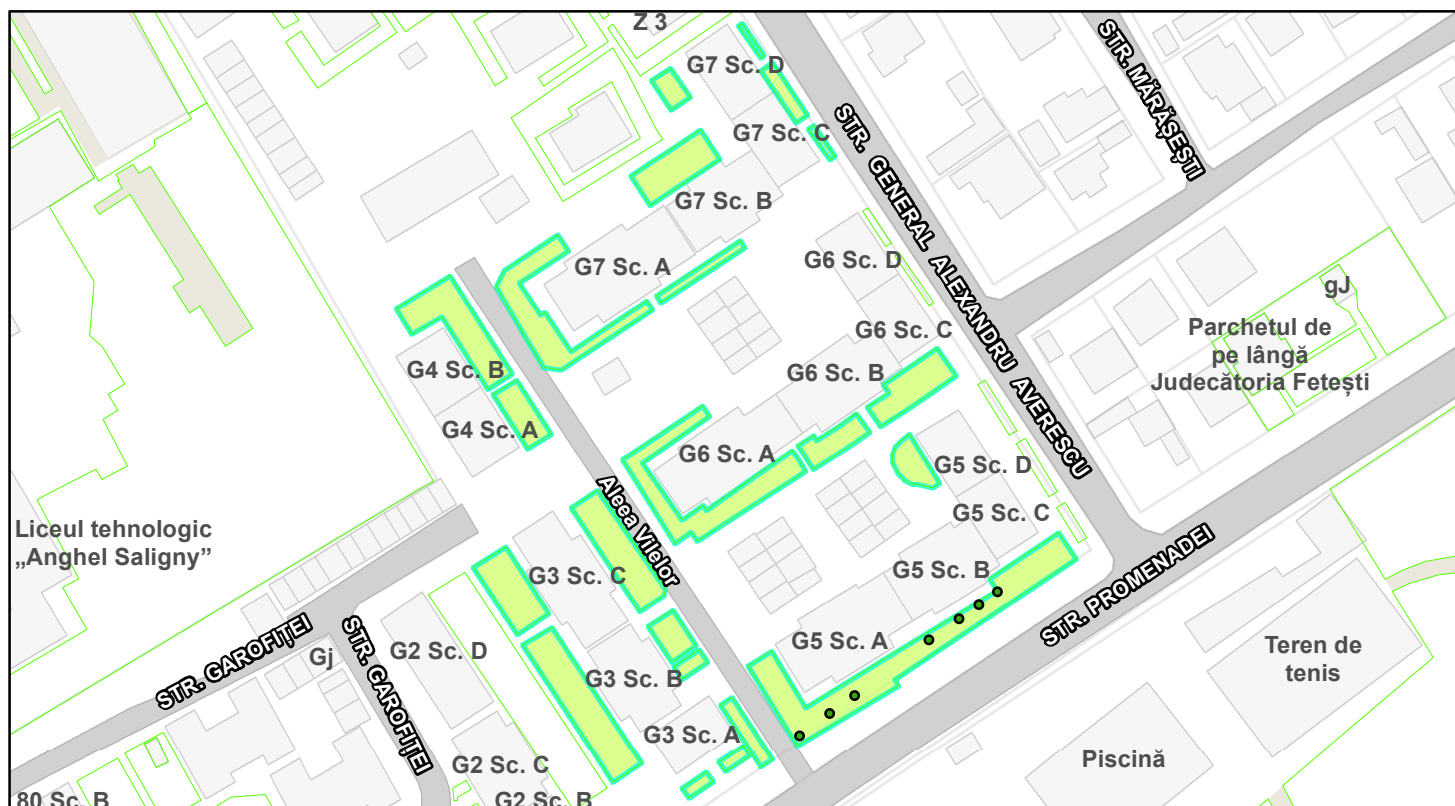 Z 3
G7 Sc. D
G7 Sc. C
G7 Sc. B
G7 Sc. A
STR. MĂRĂȘEȘTI
STR. GENERAL ALEXANDRU AVERESCU
G6 Sc. D
G6 Sc. C
G6 Sc. B
G6 Sc. A
gJ
Parchetul de
pe lângă
Judecătoria Fetești
G4 Sc. B
G4 Sc. A
G5 Sc. D
G5 Sc. C
G5 Sc. B
G5 Sc. A
Aleea Vilelor
Liceul tehnologic
„Anghel Saligny”
G3 Sc. C
G3 Sc. B
G3 Sc. A
STR. PROMENADEI
STR. GAROFIȚEI
STR. GAROFIȚEI
Gj
G2 Sc. D
G2 Sc. C
G2 Sc. B
80 Sc. B
Teren de
tenis
Piscină